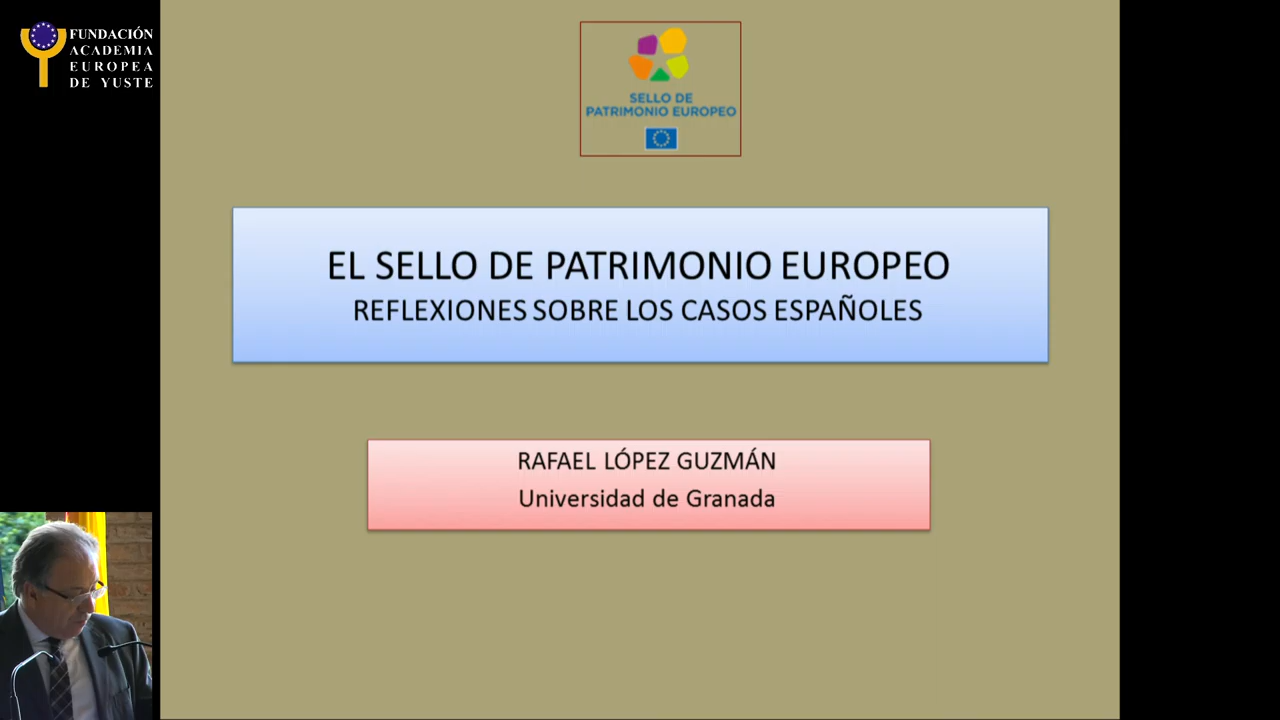 FUNDACIÓN
ACADEMIA
EUROPEA
DE YUSTE
SELLO DE
PATRIMONIO EUROPEO
EL SELLO DE PATRIMONIO EUROPEO
REFLEXIONES SOBRE LOS CASOS ESPAÑOLES
RAFAEL LÓPEZ GUZMÁN
Universidad de Granada